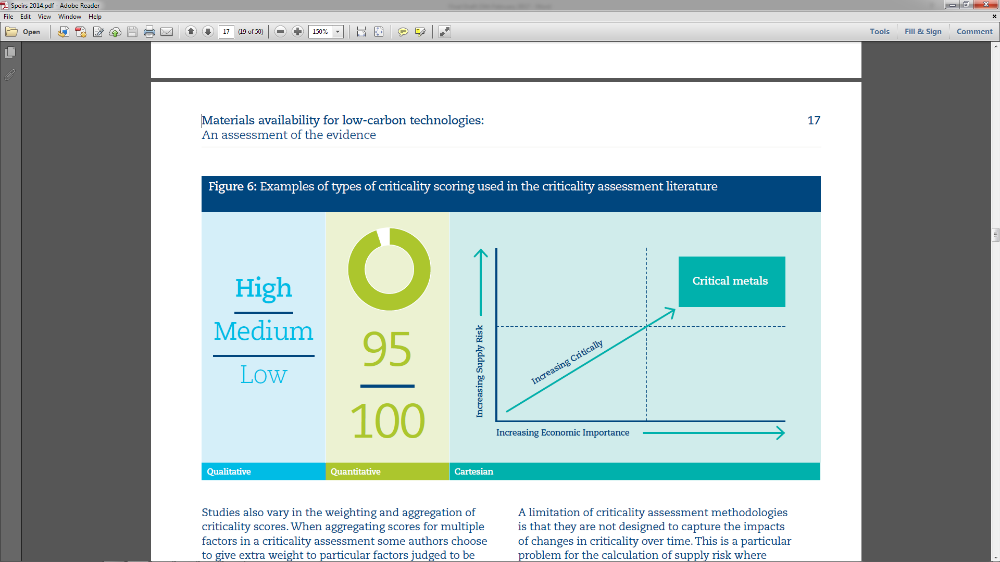 Speirs 2014.pdf - Adobe Reader
File Edit View Window Help
Open
17 (19 of 50)
150%
Tools Fill & Sign Comment
Materials availability for low-carbon technologies:
17
An assessment of the evidence
Figure 6: Examples of types of criticality scoring used in the criticality assessment literature
High
Medium
Low
Qualitative
95
100
Quantitative
Increasing Supply Risk
Critical metals
Increasing Critically
Increasing Economic Importance
Cartesian
Studies also vary in the weighting and aggregation of
criticality scores. When aggregating scores for multiple
factors in a criticality assessment some authors choose
to give extra weight to particular factors judged to be
A limitation of criticality assessment methodologies
is that they are not designed to capture the impacts
of changes in criticality over time. This is a particular
problem for the calculation of supply risk where